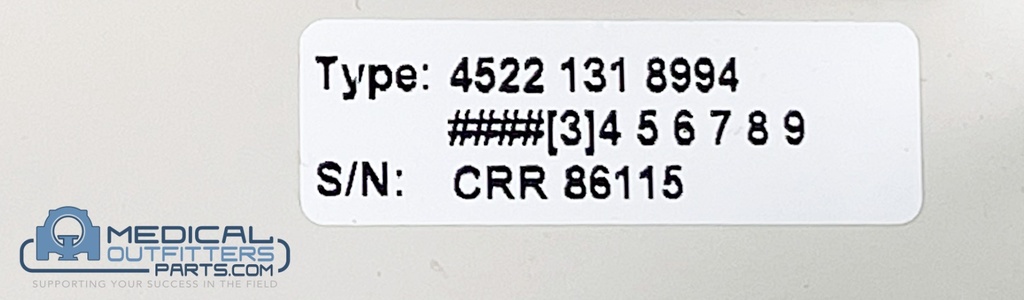 Type: 4522 131 8994
####[3]4 5 6 7 8 9
S/N: CRR 86115
MEDICAL
OUTFITTERS
PARTS.COM
SUPPORTING YOUR SUCCESS IN THE FIELD